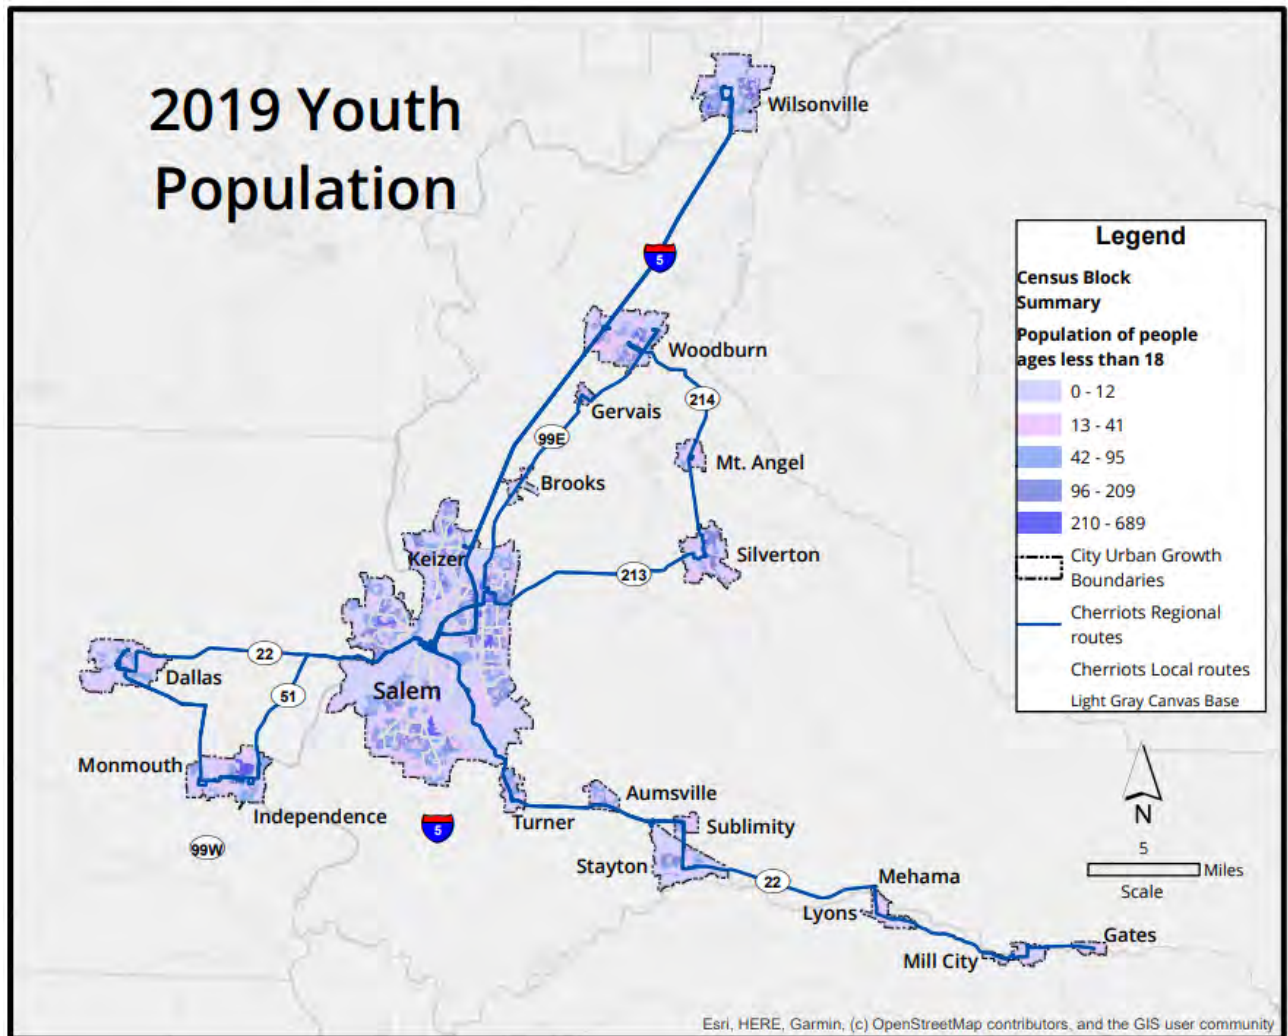 2019 Youth
Population
Wilsonville
5
Woodburn
Gervais
214
99E
Mt. Angel
Brooks
Keizer
Silverton
213
22
Dallas
51
Salem
Monmouth
Independence
99W
5
Turner
Aumsville
Sublimity
Stayton
22
Mehama
Lyons
Mill City
Gates
Legend
Census Block
Summary
Population of people
ages less than 18
0 - 12
13 - 41
42 - 95
96 - 209
210 - 689
City Urban Growth
Boundaries
Cherriots Regional
routes
Cherriots Local routes
Light Gray Canvas Base
N
5
Miles
Scale
Esri, HERE, Garmin, (c) OpenStreetMap contributors, and the GIS user community